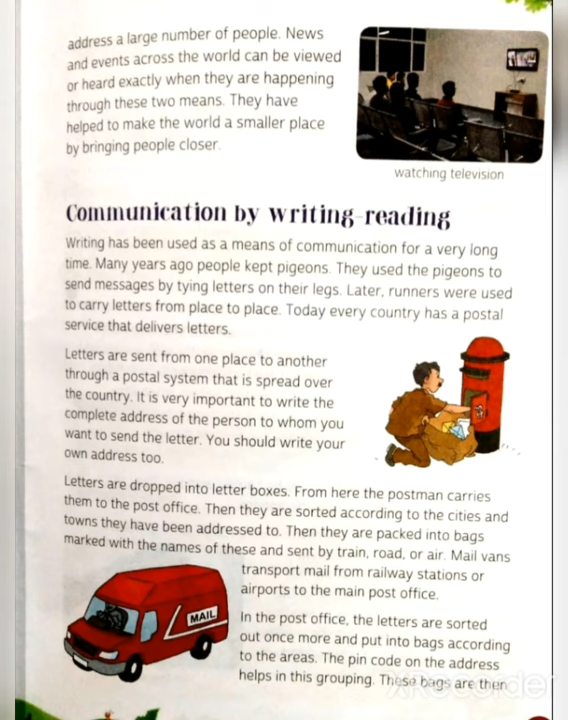 address a large number of people. News
and events across the world can be viewed
or heard exactly when they are happening
through these two means. They have
helped to make the world a smaller place
by bringing people closer.
watching television
Communication by writing-reading
Writing has been used as a means of communication for a very long
time. Many years ago people kept pigeons. They used the pigeons to
send messages by tying letters on their legs. Later, runners were used
to carry letters from place to place. Today every country has a postal
service that delivers letters.
Letters are sent from one place to another
through a postal system that is spread over
the country. It is very important to write the
complete address of the person to whom you
want to send the letter. You should write your
own address too.
Letters are dropped into letter boxes. From here the postman carries
them to the post office. Then they are sorted according to the cities and
towns they have been addressed to. Then they are packed into bags
marked with the names of these and sent by train, road, or air. Mail vans
transport mail from railway stations or
airports to the main post office.
MAIL
In the post office, the letters are sorted
out once more and put into bags according
to the areas. The pin code on the address
helps in this grouping. These bags are then
XRecorder